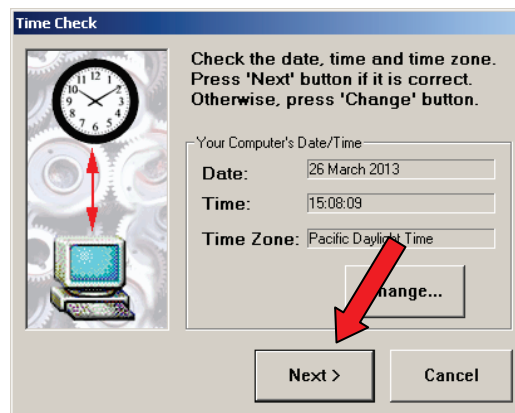 Time Check
Check the date, time and time zone.
Press 'Next' button if it is correct.
Otherwise, press 'Change' button.
Your Computer's Date/Time
Date: 26 March 2013
Time: 15:08:09
Time Zone: Pacific Daylight Time
hange...
Next > Cancel